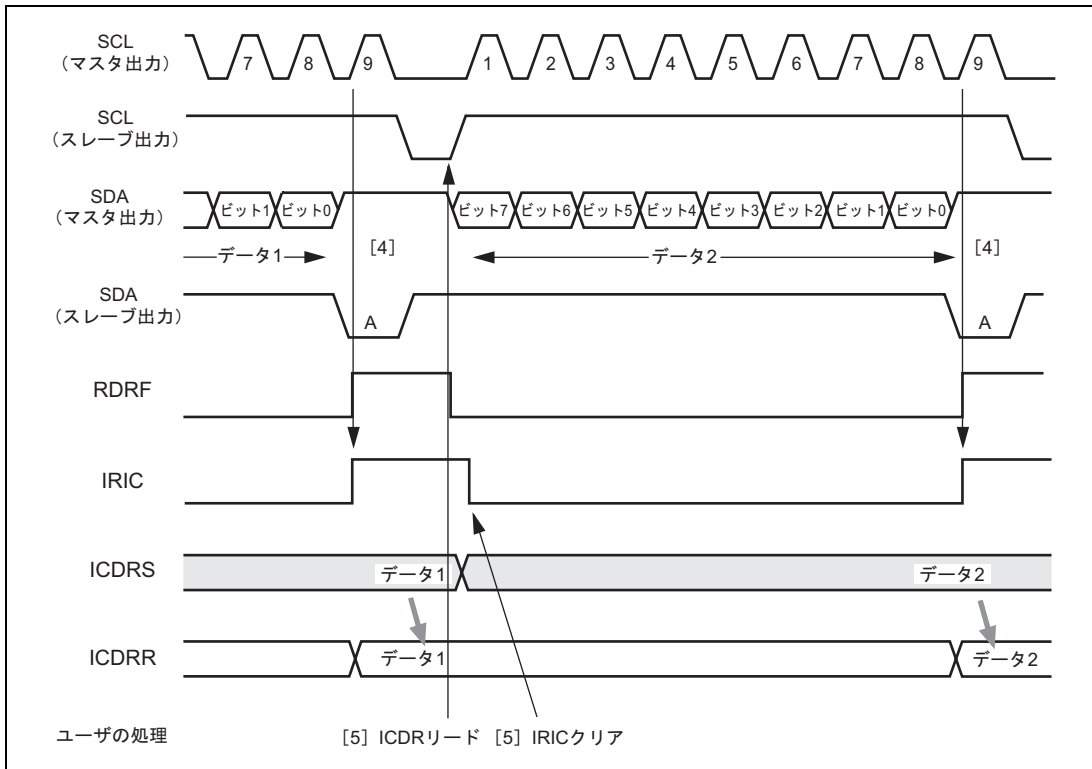 SCL
（マスタ出力）
7 8 9 1 2 3 4 5 6 7 8 9
SCL
（スレーブ出力）
SDA
（マスタ出力）
ビット1 ビット0 ビット7 ビット6 ビット5 ビット4 ビット3 ビット2 ビット1 ビット0
データ1 ［4］ データ2 ［4］
SDA
（スレーブ出力）
A A
RDRF
IRIC
ICDRS
データ1 データ2
ICDRR
データ1 データ2
ユーザの処理 ［5］ICDRリード ［5］IRICクリア